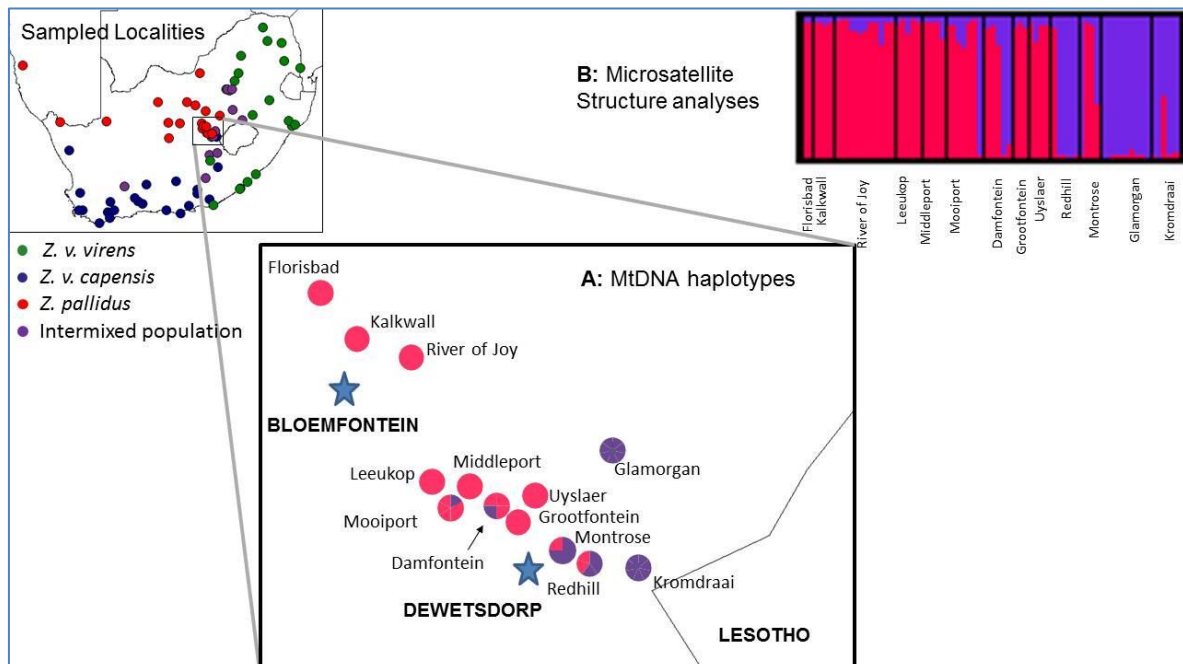 Sampled Localities
Z. v. virens
Z. v. capensis
Z. pallidus
Intermixed population
B: Microsatellite
Structure analyses
Florisbad
Kalkwall
River of Joy
Leeukop
Middleport
Mooiport
Damfontein
Grootfontein
Uyslaer
Redhill
Montrose
Glamorgan
Kromdraai
A: MtDNA haplotypes
Florisbad
Kalkwall
River of Joy
BLOEMFONTEIN
Glamorgan
Leeukop
Middleport
Uyslaer
Mooiport
Grootfontein
Montrose
Damfontein
Redhill
Kromdraai
DEWETSDORP
LESOTHO